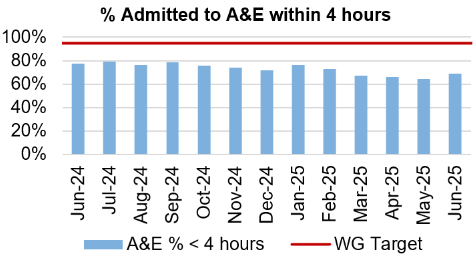 % Admitted to A&E within 4 hours
100%
80%
60%
40%
20%
0%
Jun-24
Jul-24
Aug-24
Sep-24
Oct-24
Nov-24
Dec-24
Jan-25
Feb-25
Mar-25
Apr-25
May-25
Jun-25
A&E % < 4 hours
WG Target